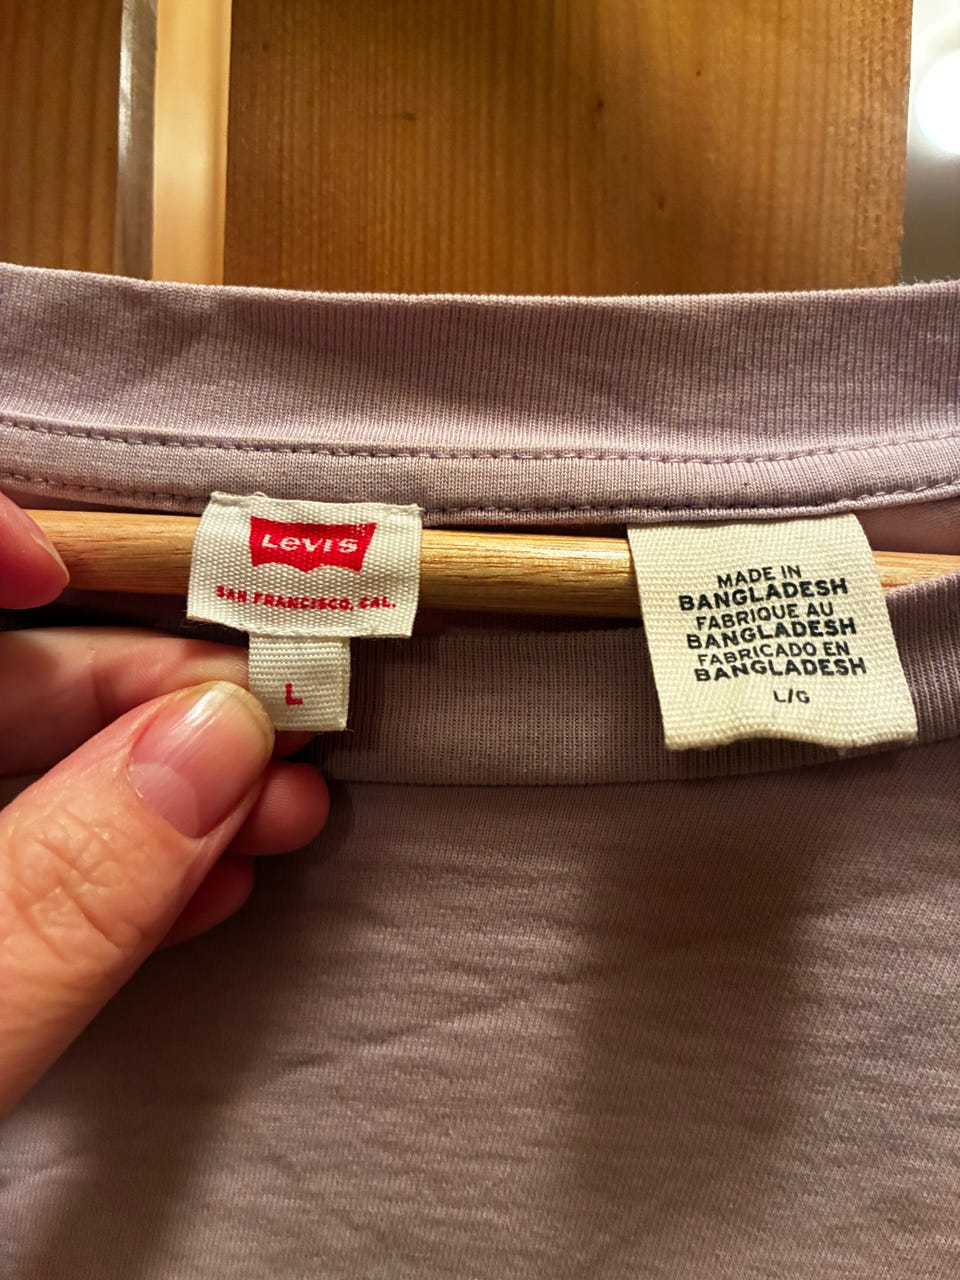 Levi's
SAN FRANCISCO, CAL.
L
MADE IN
BANGLADESH
FABRIQUE AU
BANGLADESH
FABRICADO EN
BANGLADESH
L/G